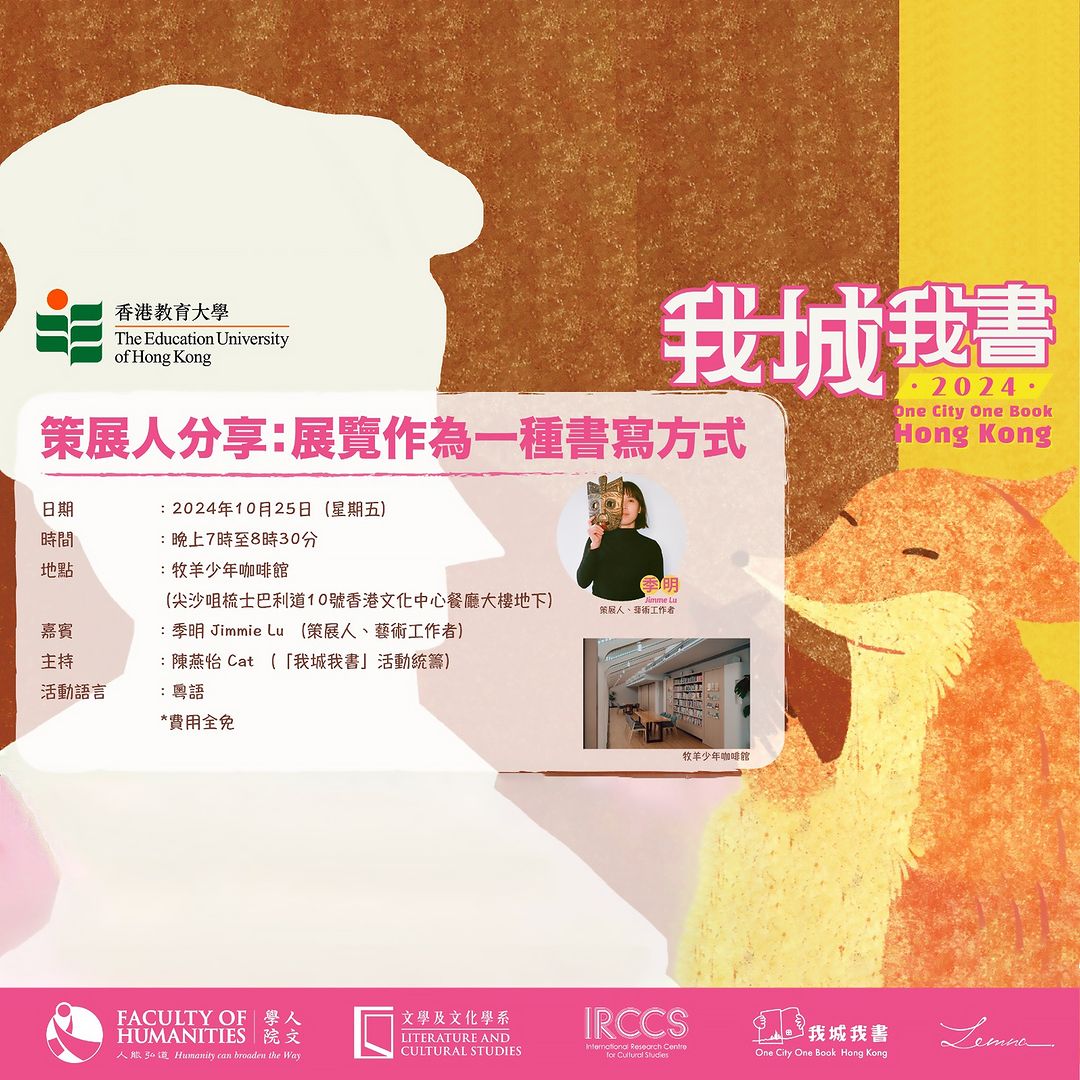 香港教育大學
The Education University
of Hong Kong
我城我書
·2024·
One City One Book
Hong Kong
策展人分享：展覽作為一種書寫方式
日期 ：2024年10月25日（星期五）
時間 ：晚上7時至8時30分
地點 ：牧羊少年咖啡館
（尖沙咀梳士巴利道10號香港文化中心餐廳大樓地下）
嘉賓 ：季明 Jimmie Lu （策展人、藝術工作者）
主持 ：陳燕怡 Cat （「我城我書」活動統籌）
活動語言 ：粵語
*費用全免
季明
Jimme Lu
策展人、藝術工作者
牧羊少年咖啡館
FACULTY OF
HUMANITIES
人文
學院
人能弘道 Humanity can broaden the Way
文學及文化學系
LITERATURE AND
CULTURAL STUDIES
IRCCS
International Research Centre
for Cultural Studies
我城我書
One City One Book Hong Kong
Lemna